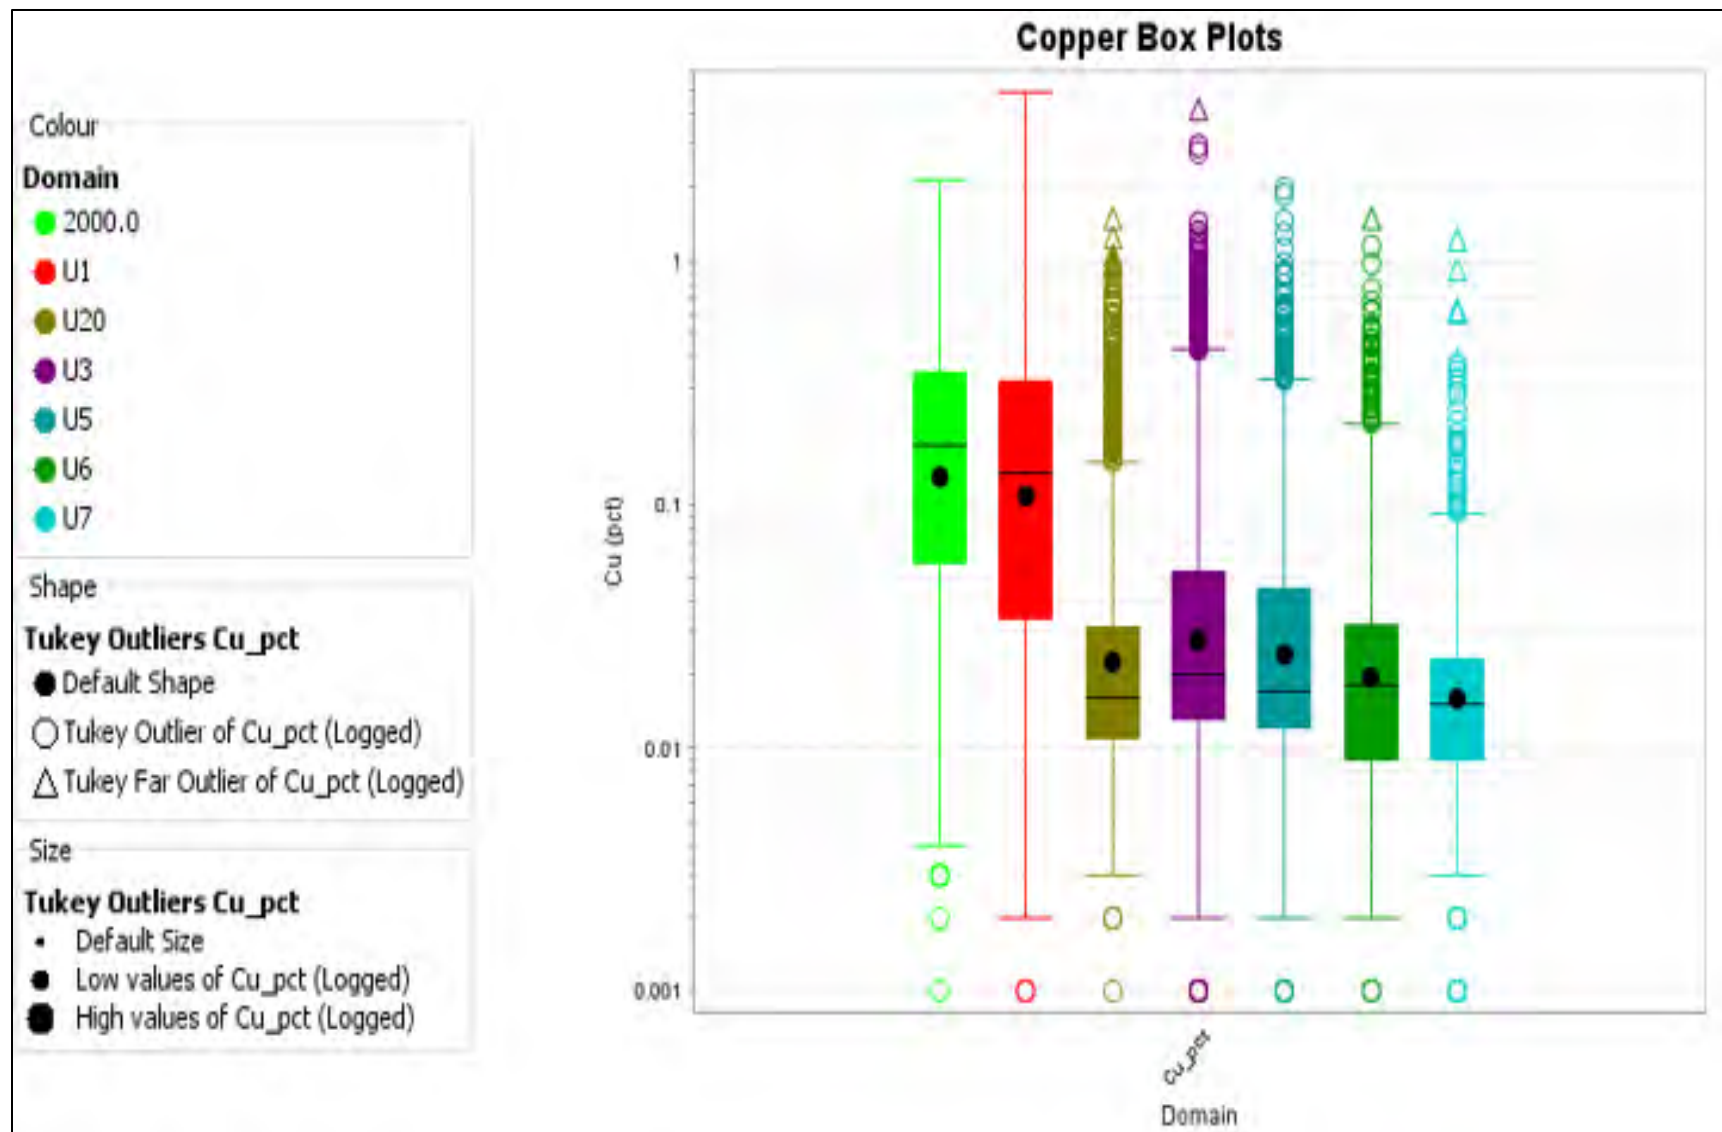 Copper Box Plots
Colour
Domain
2000.0
U1
U20
U3
U5
U6
U7
Shape
Tukey Outliers Cu_pct
Default Shape
Tukey Outlier of Cu_pct (Logged)
Tukey Far Outlier of Cu_pct (Logged)
Size
Tukey Outliers Cu_pct
Default Size
Low values of Cu_pct (Logged)
High values of Cu_pct (Logged)
Cu (pct)
1
0.1
0.01
0.001
Cu_pct
Domain